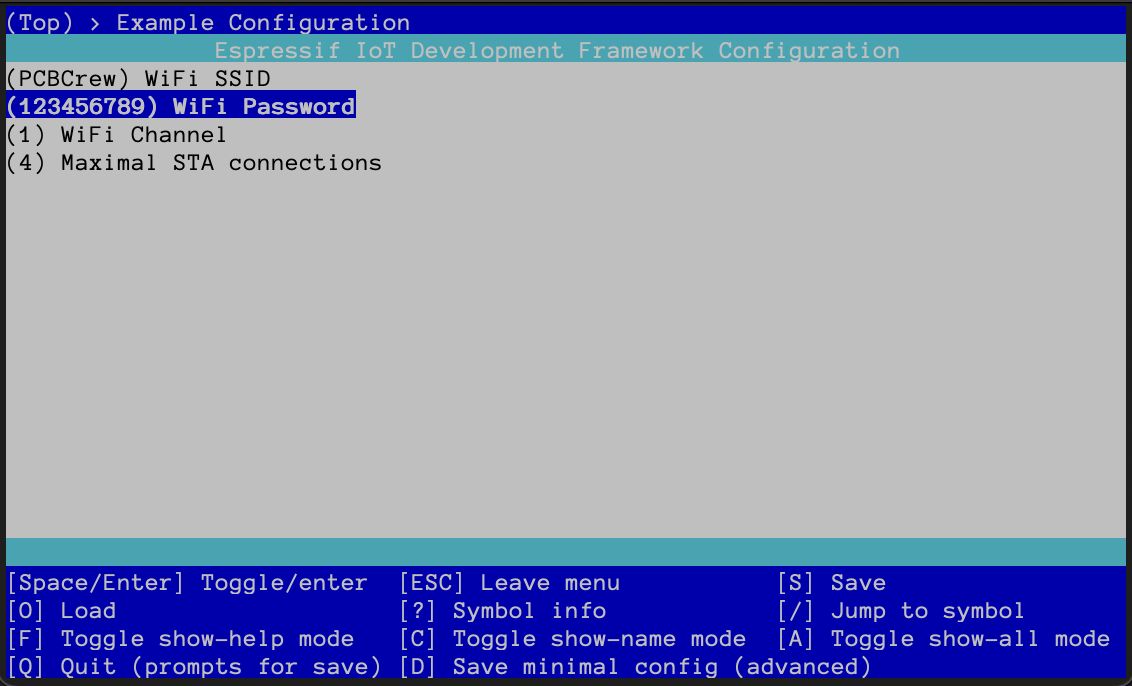 (Top) > Example Configuration
Espressif IoT Development Framework Configuration
(PCBCrew) WiFi SSID
(123456789) WiFi Password
(1) WiFi Channel
(4) Maximal STA connections
[Space/Enter] Toggle/enter [ESC] Leave menu [S] Save
[O] Load [?] Symbol info [/] Jump to symbol
[F] Toggle show-help mode [C] Toggle show-name mode [A] Toggle show-all mode
[Q] Quit (prompts for save) [D] Save minimal config (advanced)